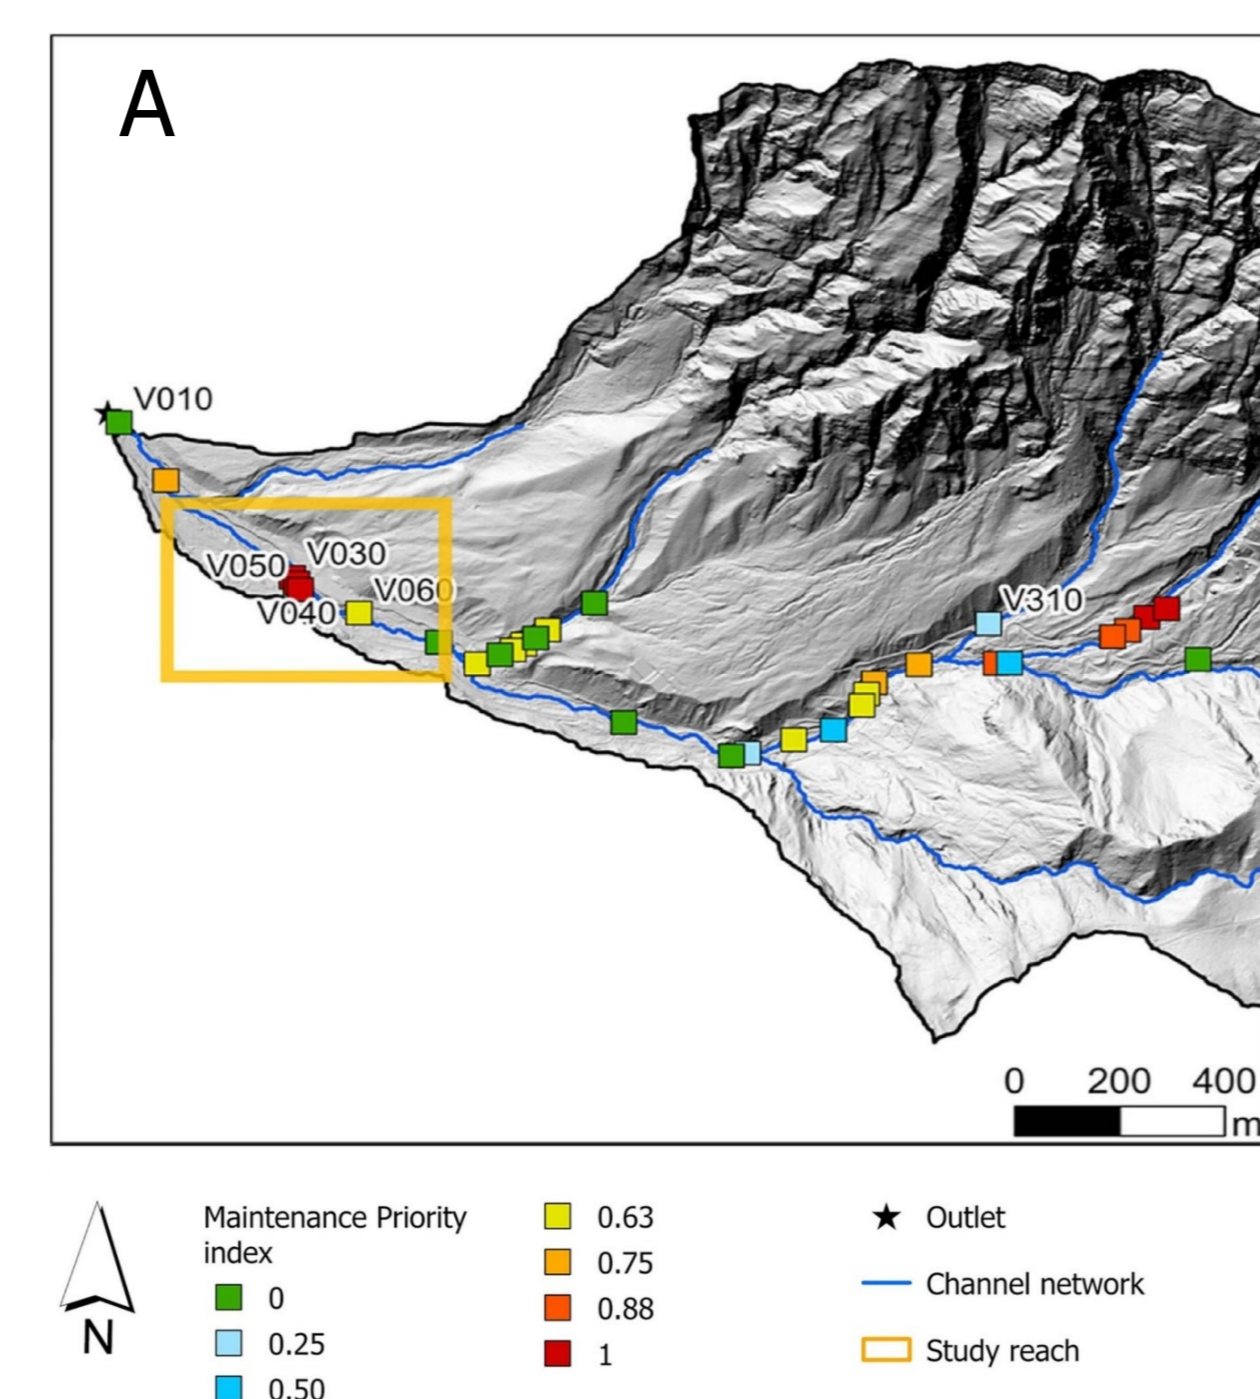 A
V010
V030
V050
V060
V040
V310
0 200 400
m
N
Maintenance Priority
index
0
0.25
0.50
0.63
0.75
0.88
1
Outlet
Channel network
Study reach